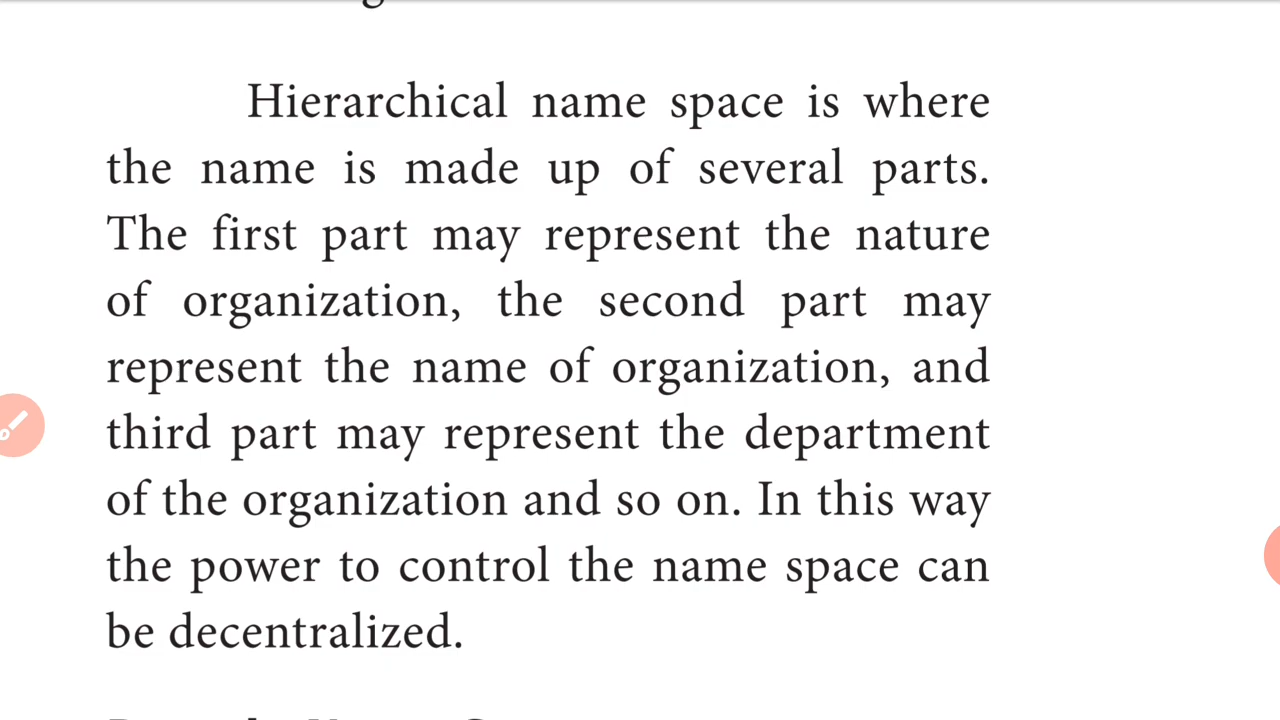 Hierarchical name space is where
the name is made up of several parts.
The first part may represent the nature
of organization, the second part may
represent the name of organization, and
third part may represent the department
of the organization and so on. In this way
the power to control the name space can
be decentralized.